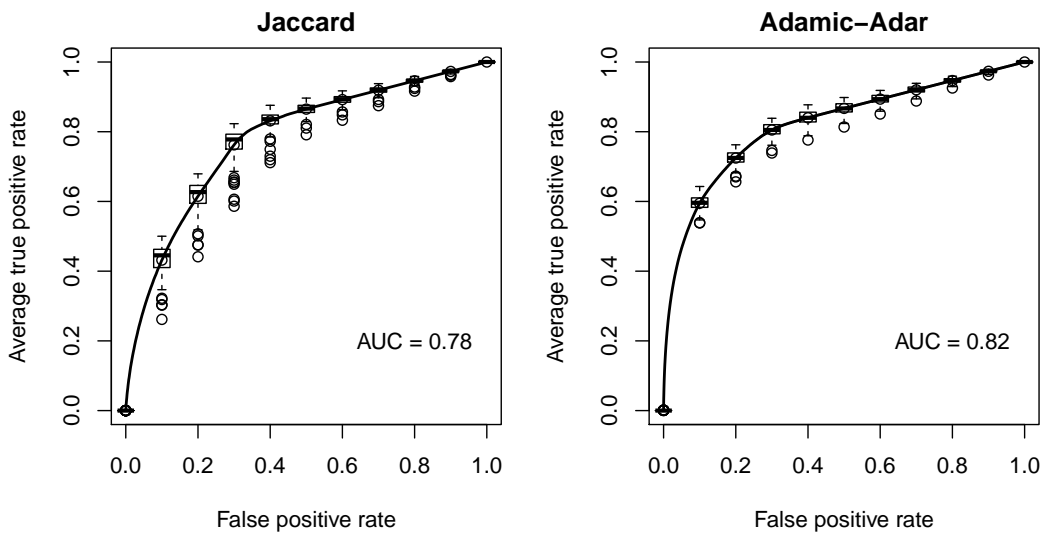 Jaccard
Average true positive rate
1.0
0.8
0.6
0.4
0.2
0.0
AUC = 0.78
0.0 0.2 0.4 0.6 0.8 1.0
False positive rate
Adamic−Adar
Average true positive rate
1.0
0.8
0.6
0.4
0.2
0.0
AUC = 0.82
0.0 0.2 0.4 0.6 0.8 1.0
False positive rate